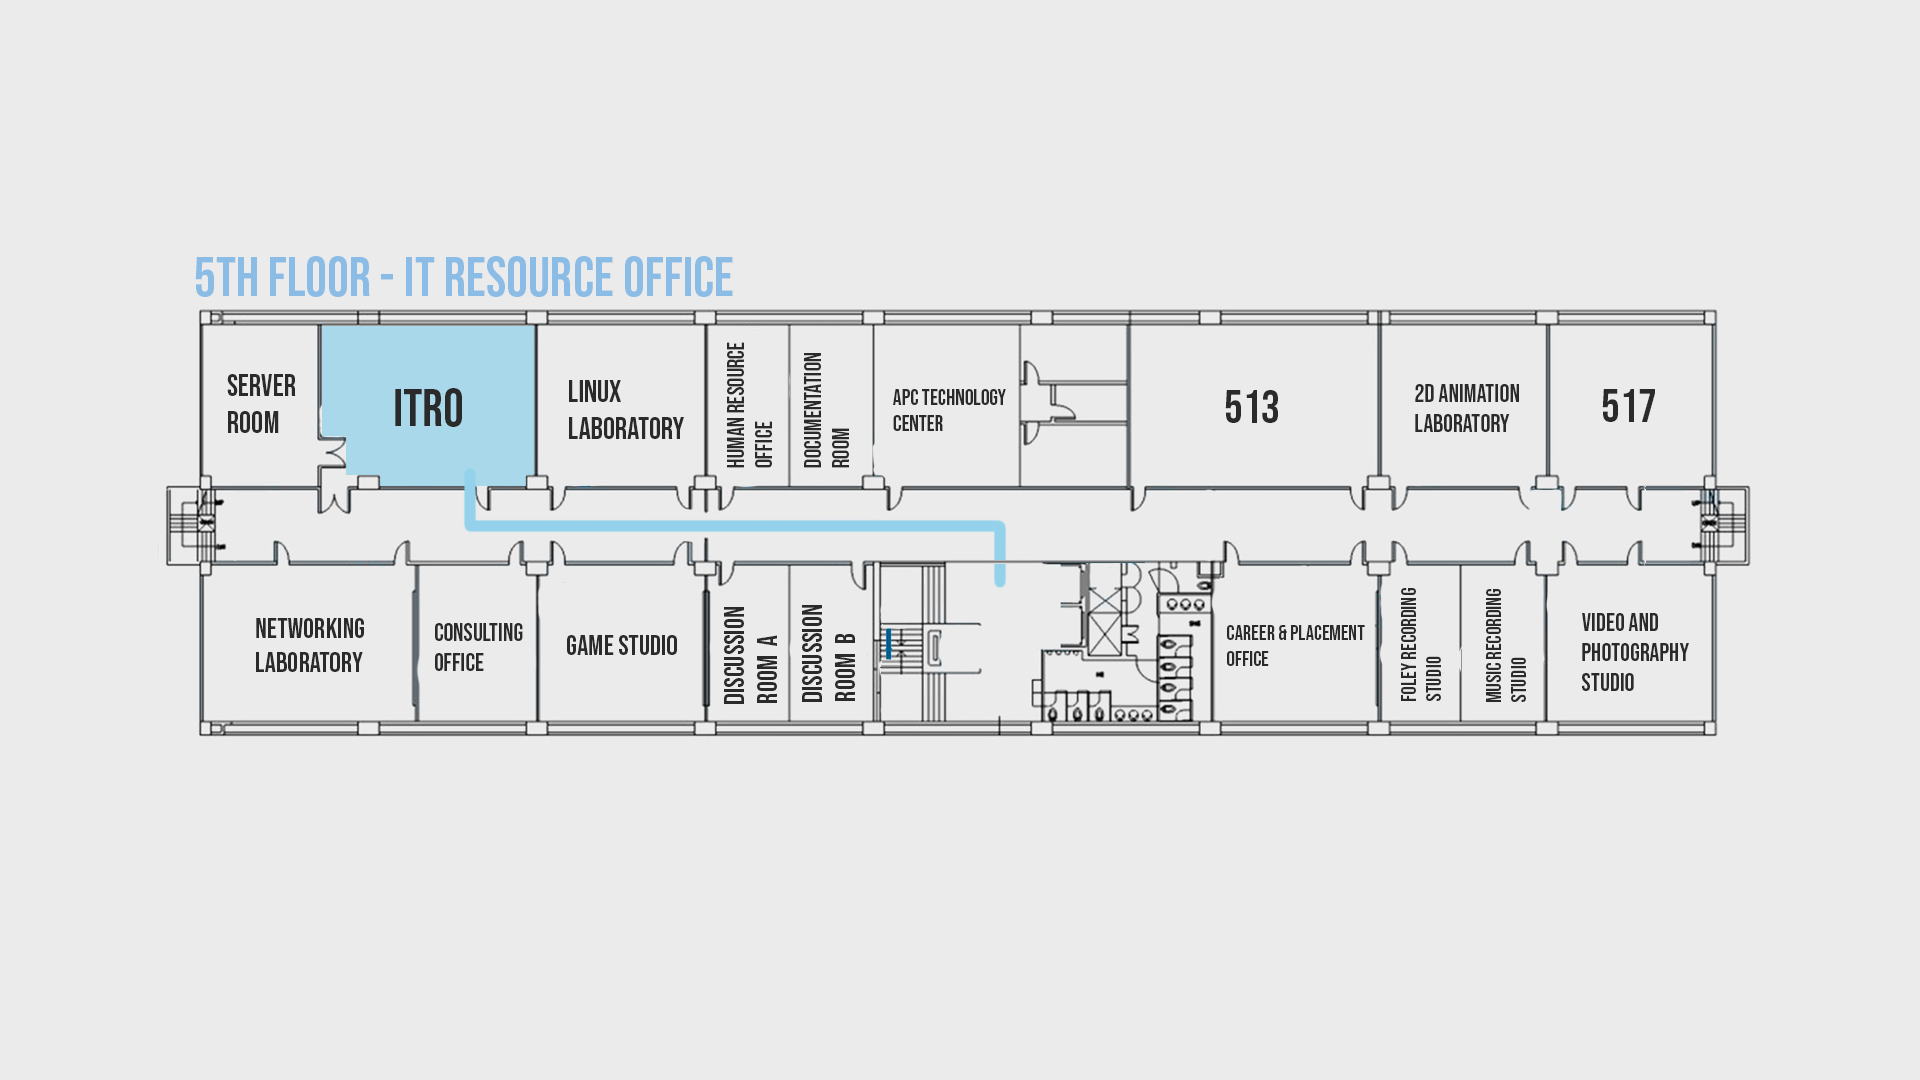 5TH FLOOR - IT RESOURCE OFFICE
SERVER
ROOM
ITRO
LINUX
LABORATORY
HUMAN RESOURCE
OFFICE
DOCUMENTATION
ROOM
APC TECHNOLOGY
CENTER
513
2D ANIMATION
LABORATORY
517
NETWORKING
LABORATORY
CONSULTING
OFFICE
GAME STUDIO
DISCUSSION
ROOM A
DISCUSSION
ROOM B
CAREER & PLACEMENT
OFFICE
FOLEY RECORDING
STUDIO
MUSIC RECORDING
STUDIO
VIDEO AND
PHOTOGRAPHY
STUDIO